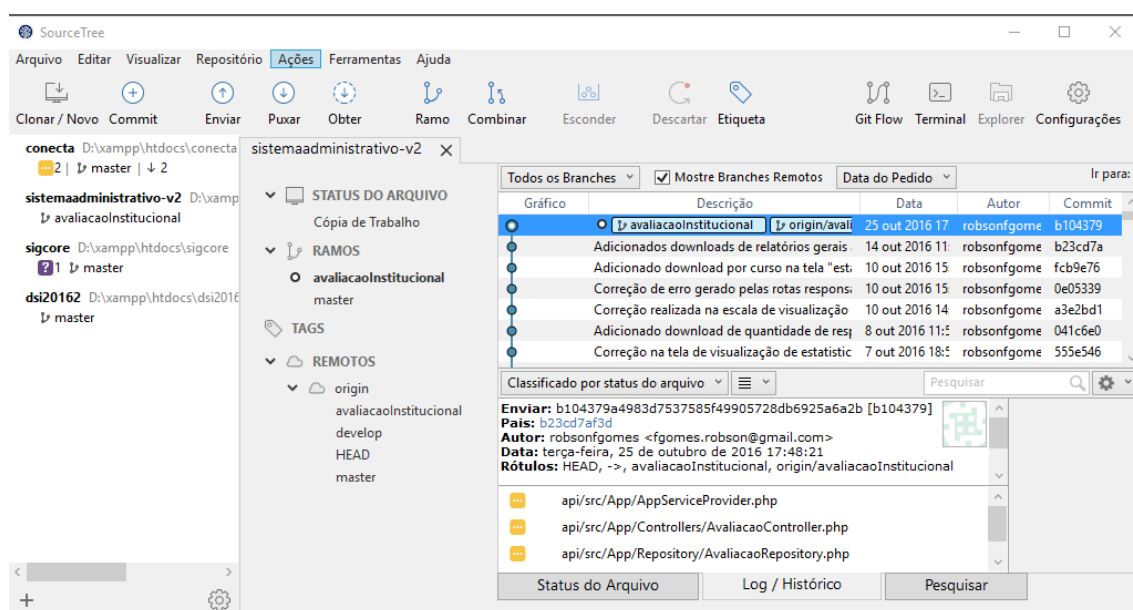 SourceTree
Arquivo Editar Visualizar Repositório Ações Ferramentas Ajuda
Clonar / Novo Commit Enviar Puxar Obter Ramo Combinar Esconder Descartar Etiqueta Git Flow Terminal Explorer Configurações
conecta D:\xampp\htdocs\conecta
2 | master | ↓ 2
sistemaadministrativo-v2 D:\xamp
avaliacaoInstitucional
sigcore D:\xampp\htdocs\sigcore
?1 master
dsi20162 D:\xampp\htdocs\dsi2016
master
sistemaadministrativo-v2
STATUS DO ARQUIVO
Cópia de Trabalho
RAMOS
avaliacaoInstitucional
master
TAGS
REMOTOS
origin
avaliacaoInstitucional
develop
HEAD
master
Todos os Branches Mostre Branches Remotos Data do Pedido Ir para:
Gráfico Descrição Data Autor Commit
avaliacaoInstitucional origin/avali 25 out 2016 17: robsonfgome b104379
Adicionados downloads de relatórios gerais 14 out 2016 11: robsonfgome b23cd7a
Adicionado download por curso na tela "est 10 out 2016 15: robsonfgome fcb9e76
Correção de erro gerado pelas rotas respons 10 out 2016 15: robsonfgome 0e05339
Correção realizada na escala de visualização 10 out 2016 14: robsonfgome a3e2bd1
Adicionado download de quantidade de res 8 out 2016 11:5 robsonfgome 041c6e0
Correção na tela de visualização de estatistic 7 out 2016 18:5 robsonfgome 555e546
Classificado por status do arquivo Pesquisar
Enviar: b104379a4983d7537585f49905728db6925a6a2b [b104379]
Pais: b23cd7af3d
Autor: robsonfgomes <fgomes.robson@gmail.com>
Data: terça-feira, 25 de outubro de 2016 17:48:21
Rótulos: HEAD, ->, avaliacaoInstitucional, origin/avaliacaoInstitucional
api/src/App/AppServiceProvider.php
api/src/App/Controllers/AvaliacaoController.php
api/src/App/Repository/AvaliacaoRepository.php
Status do Arquivo Log / Histórico Pesquisar